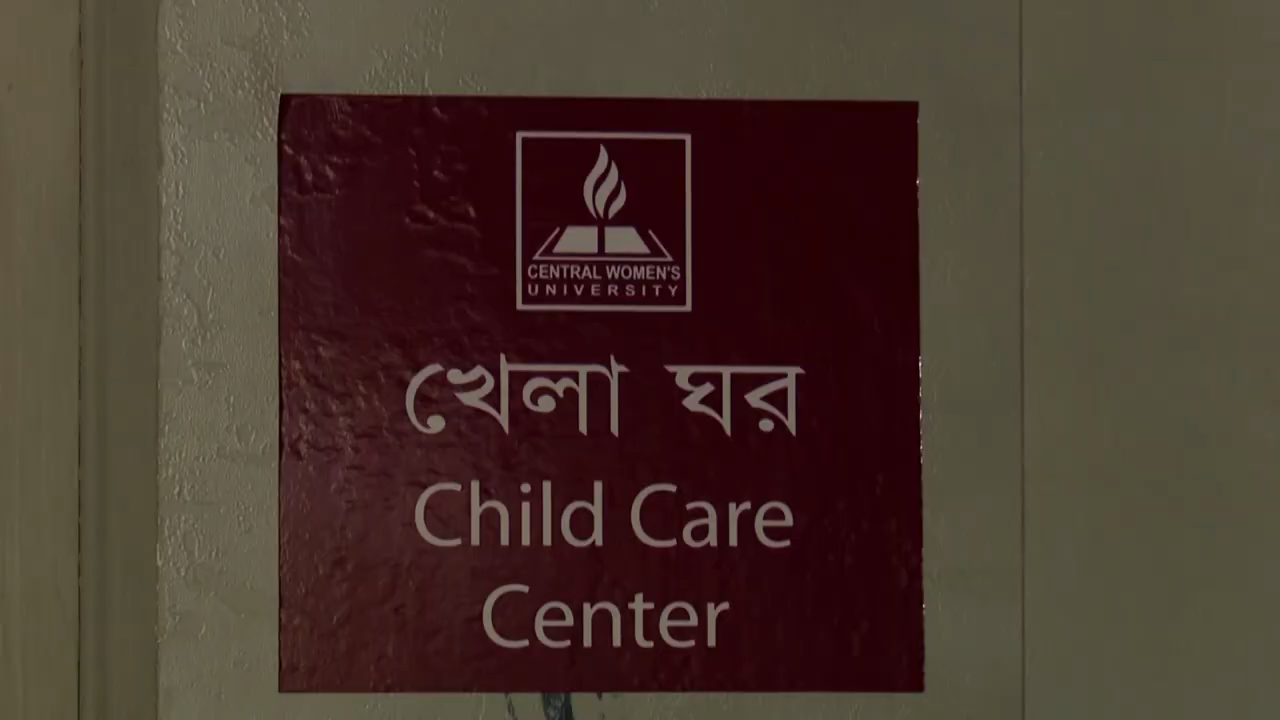 CENTRAL WOMEN'S
UNIVERSITY
খেলা ঘর
Child Care
Center